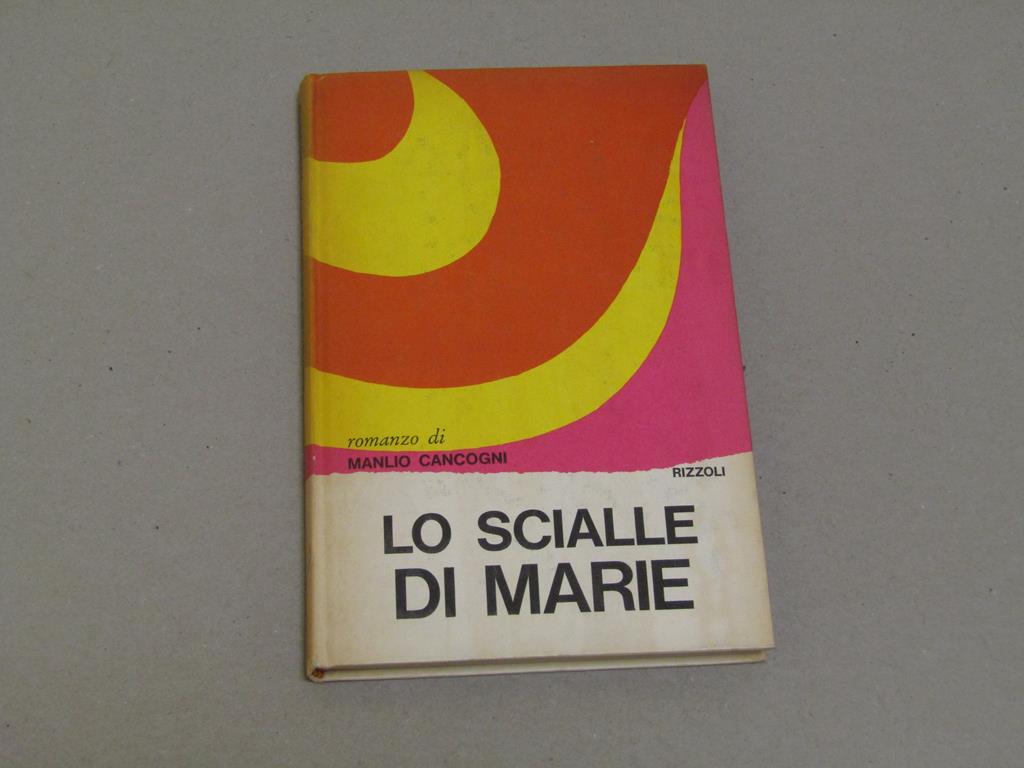 romanzo di
MANLIO CANCOGNI
RIZZOLI
LO SCIALLE
DI MARIE